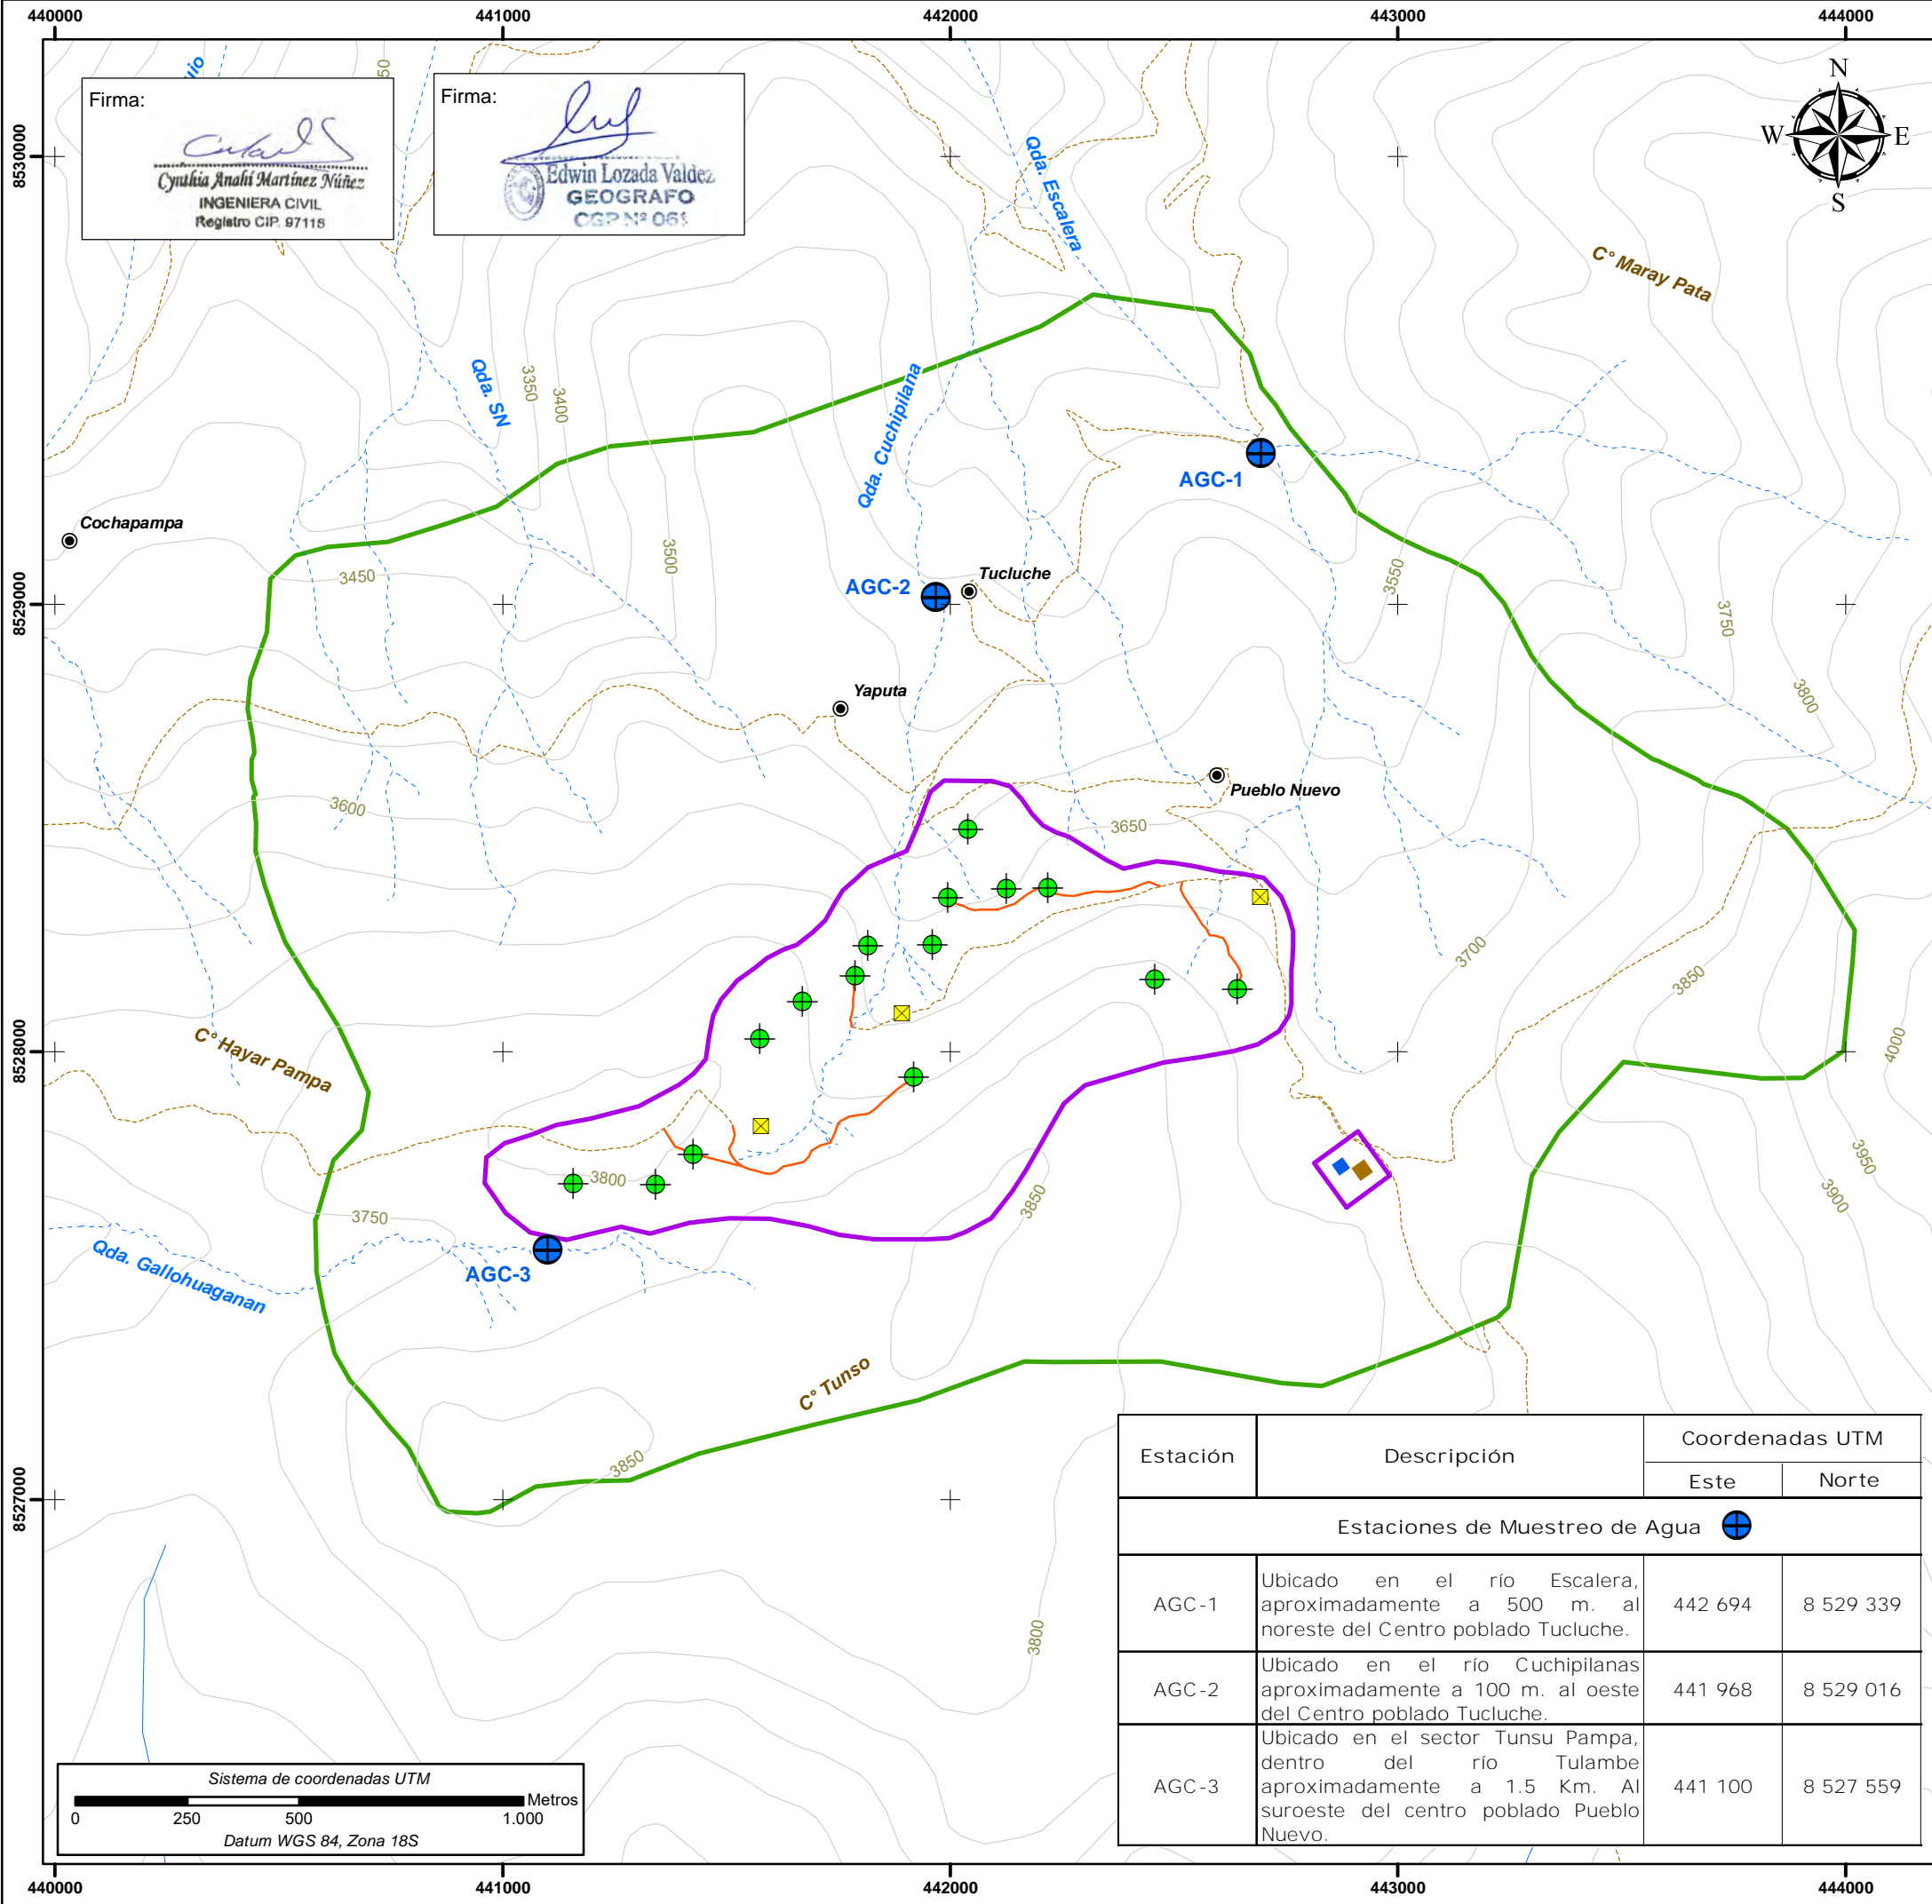 440000
441000
442000
443000
444000
8530000
8529000
8528000
8527000
Firma:
Cynthia Anahí Martínez Núñez
INGENIERA CIVIL
Registro CIP. 97116
Firma:
Edwin Lozada Valdez
GEOGRAFO
CGP Nº 061
50
N
W
E
S
Qda. Escalera
C° Maray Pata
Qda. SN
3350
3400
Qda. Cuchipilana
AGC-1
Cochapampa
3450
3500
AGC-2
Tucluche
3550
3750
3800
Yaputa
Pueblo Nuevo
3600
3650
3700
3850
4000
C° Hayar Pampa
3800
3750
3850
3950
3900
AGC-3
Qda. Gallohuaganan
C° Tunso
3850
3800
Estación
Descripción
Coordenadas UTM
Este
Norte
Estaciones de Muestreo de Agua
AGC-1
Ubicado en el río Escalera,
aproximadamente a 500 m. al
noreste del Centro poblado Tucluche.
442 694
8 529 339
AGC-2
Ubicado en el río Cuchipilanas
aproximadamente a 100 m. al oeste
del Centro poblado Tucluche.
441 968
8 529 016
AGC-3
Ubicado en el sector Tunsu Pampa,
dentro del río Tulambe
aproximadamente a 1.5 Km. Al
suroeste del centro poblado Pueblo
Nuevo.
441 100
8 527 559
Sistema de coordenadas UTM
Metros
0
250
500
1.000
Datum WGS 84, Zona 18S
440000
441000
442000
443000
444000